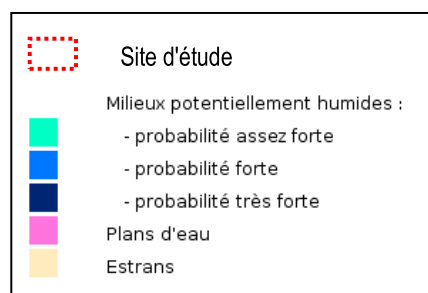 Site d'étude
Milieux potentiellement humides :
- probabilité assez forte
- probabilité forte
- probabilité très forte
Plans d'eau
Estrans